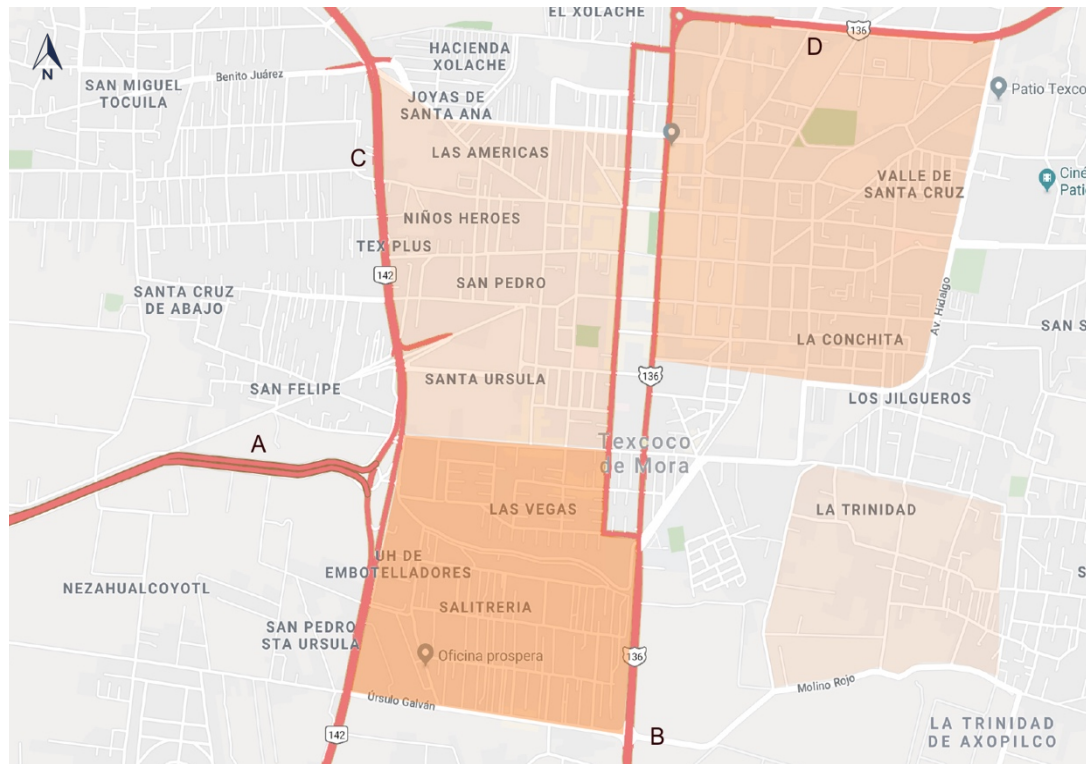 EL XOLACHE
136
D
N
HACIENDA
XOLACHE
Benito Juárez
SAN MIGUEL
TOCUILA
JOYAS DE
SANTA ANA
Patio Texco
C
LAS AMERICAS
VALLE DE
SANTA CRUZ
Ciné
Patio
NIÑOS HEROES
TEX PLUS
142
SAN PEDRO
SANTA CRUZ
DE ABAJO
Av. Hidalgo
SAN S
LA CONCHITA
SAN FELIPE
SANTA URSULA
136
LOS JILGUEROS
A
Texcoco
de Mora
LAS VEGAS
LA TRINIDAD
UH DE
EMBOTELLADORES
NEZAHUALCOYOTL
S
SALITRERIA
SAN PEDRO
STA URSULA
Oficina prospera
136
Molino Rojo
Úrsulo Galván
142
B
LA TRINIDAD
DE AXOPILCO